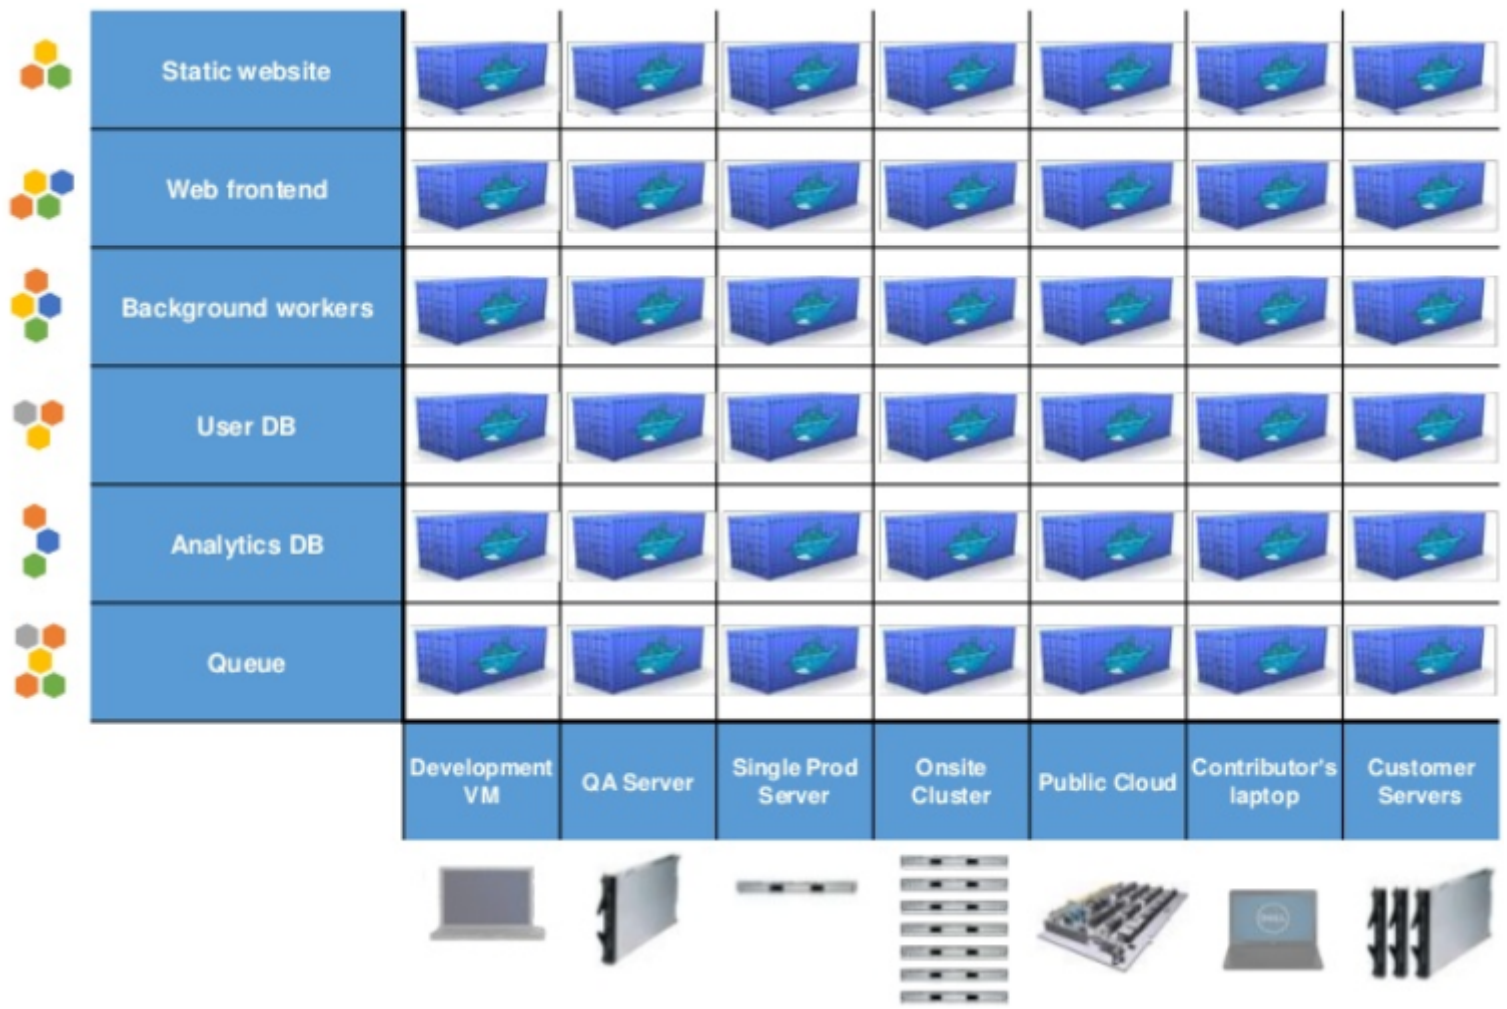 Static website
Web frontend
Background workers
User DB
Analytics DB
Queue
Development
VM
QA Server
Single Prod
Server
Onsite
Cluster
Public Cloud
Contributor's
laptop
Customer
Servers
DELL